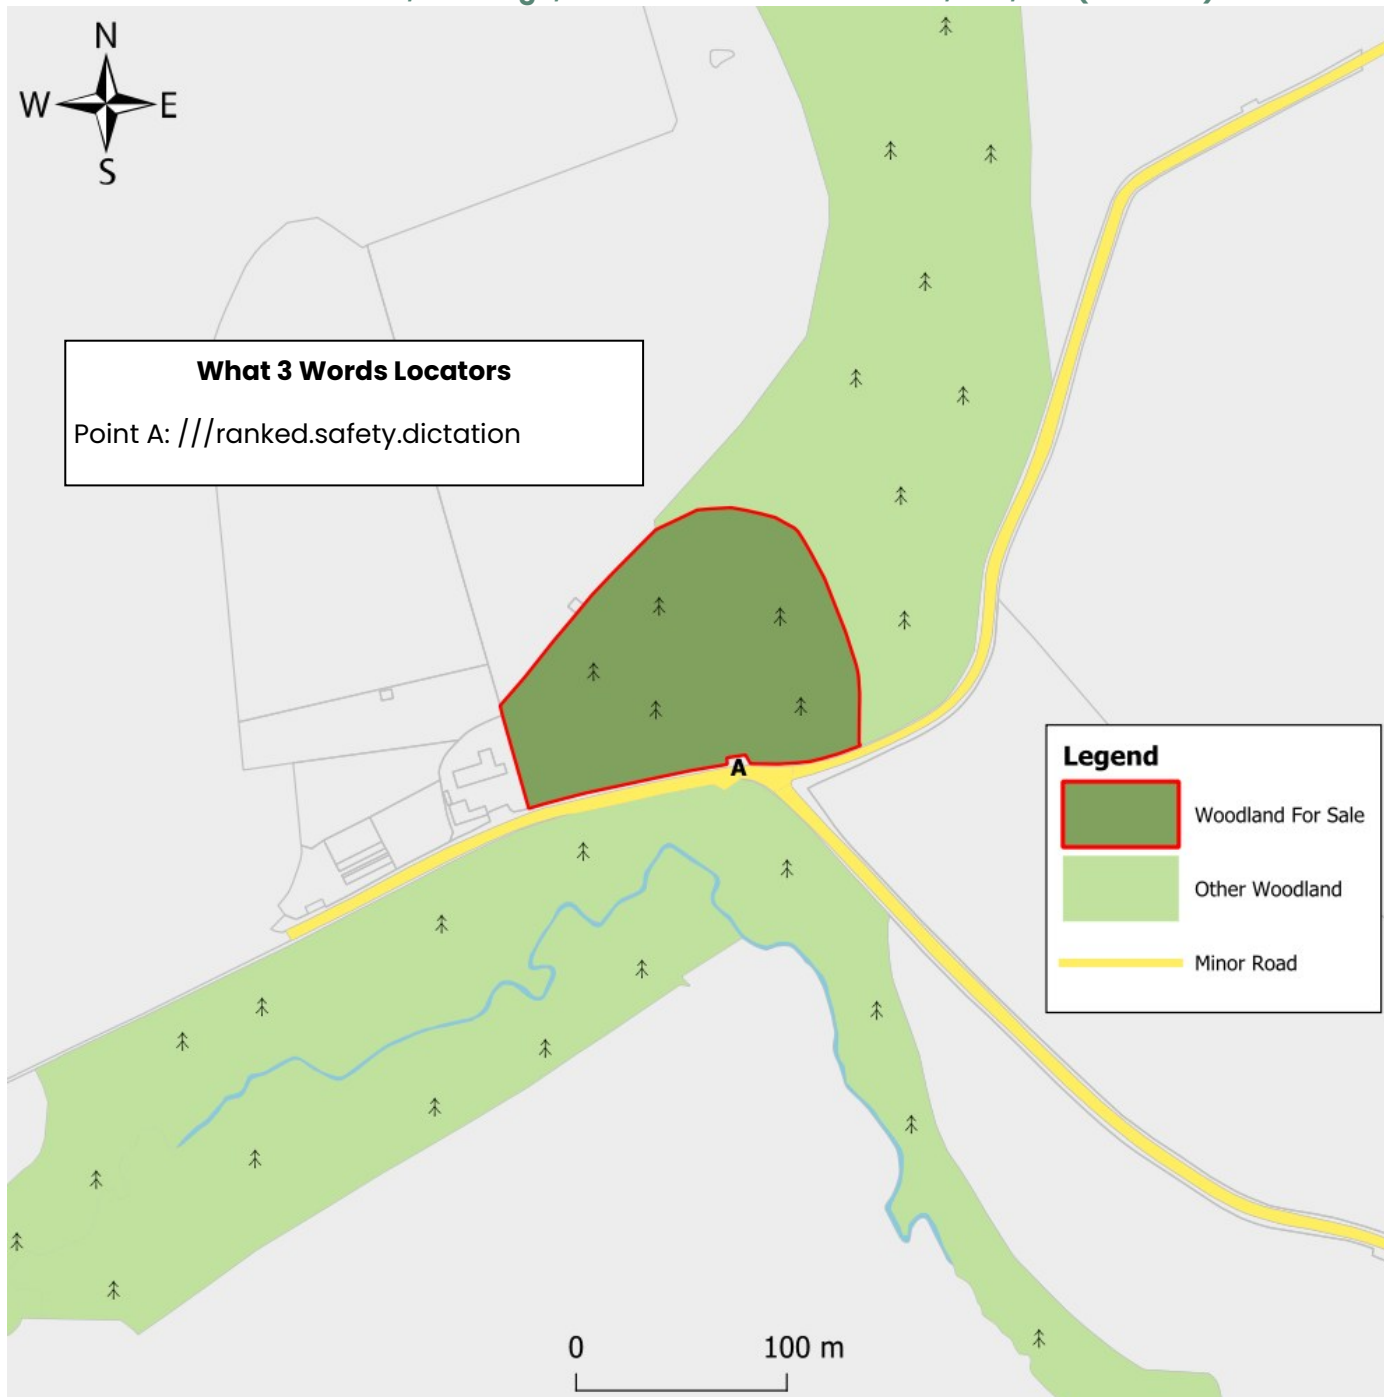 N
W E
S
What 3 Words Locators
Point A: ///ranked.safety.dictation
A
Legend
Woodland For Sale
Other Woodland
Minor Road
0 100 m